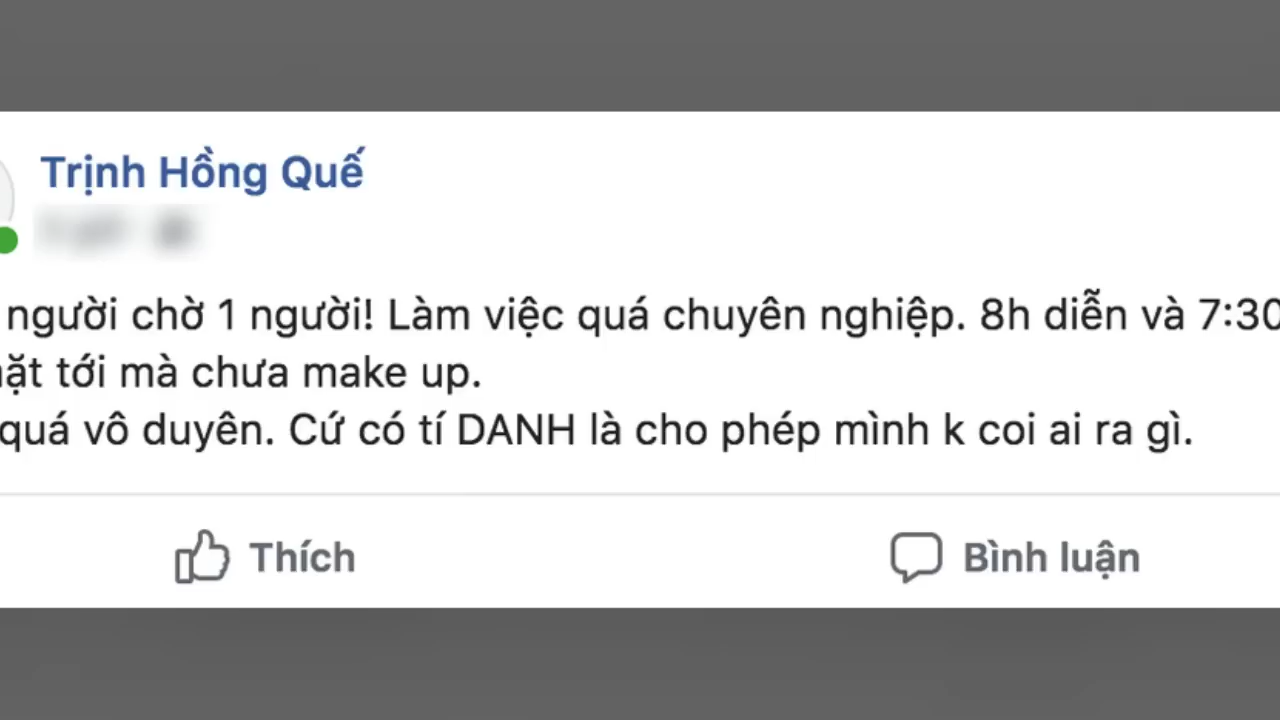 Trịnh Hồng Quế
người chờ 1 người! Làm việc quá chuyên nghiệp. 8h diễn và 7:30
tới mà chưa make up.
quá vô duyên. Cứ có tí DANH là cho phép mình k coi ai ra gì.
Thích
Bình luận